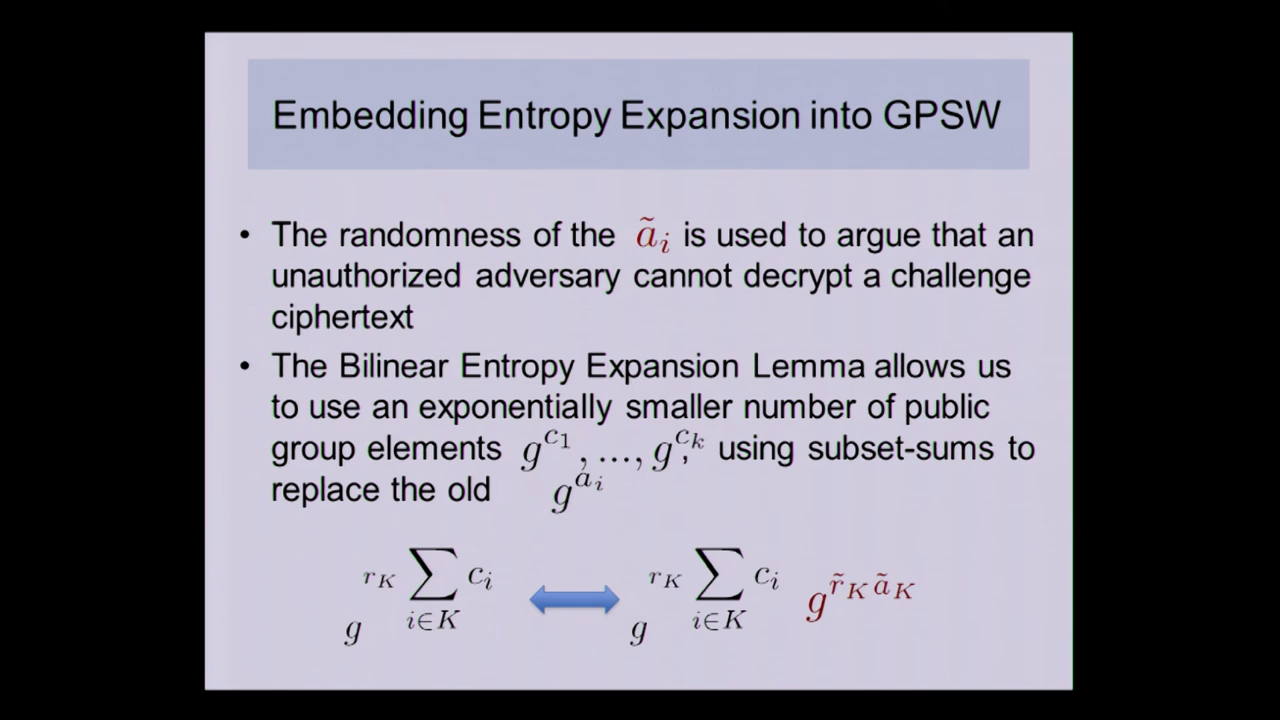 Embedding Entropy Expansion into GPSW
• The randomness of the ã_i is used to argue that an
unauthorized adversary cannot decrypt a challenge
ciphertext
• The Bilinear Entropy Expansion Lemma allows us
to use an exponentially smaller number of public
group elements g^{c_1}, ..., g^{c_k}, using subset-sums to
replace the old g^{a_i}
g^{r_K ∑_{i∈K} c_i} ⟺ g^{r_K ∑_{i∈K} c_i} g^{r̃_K ã_K}